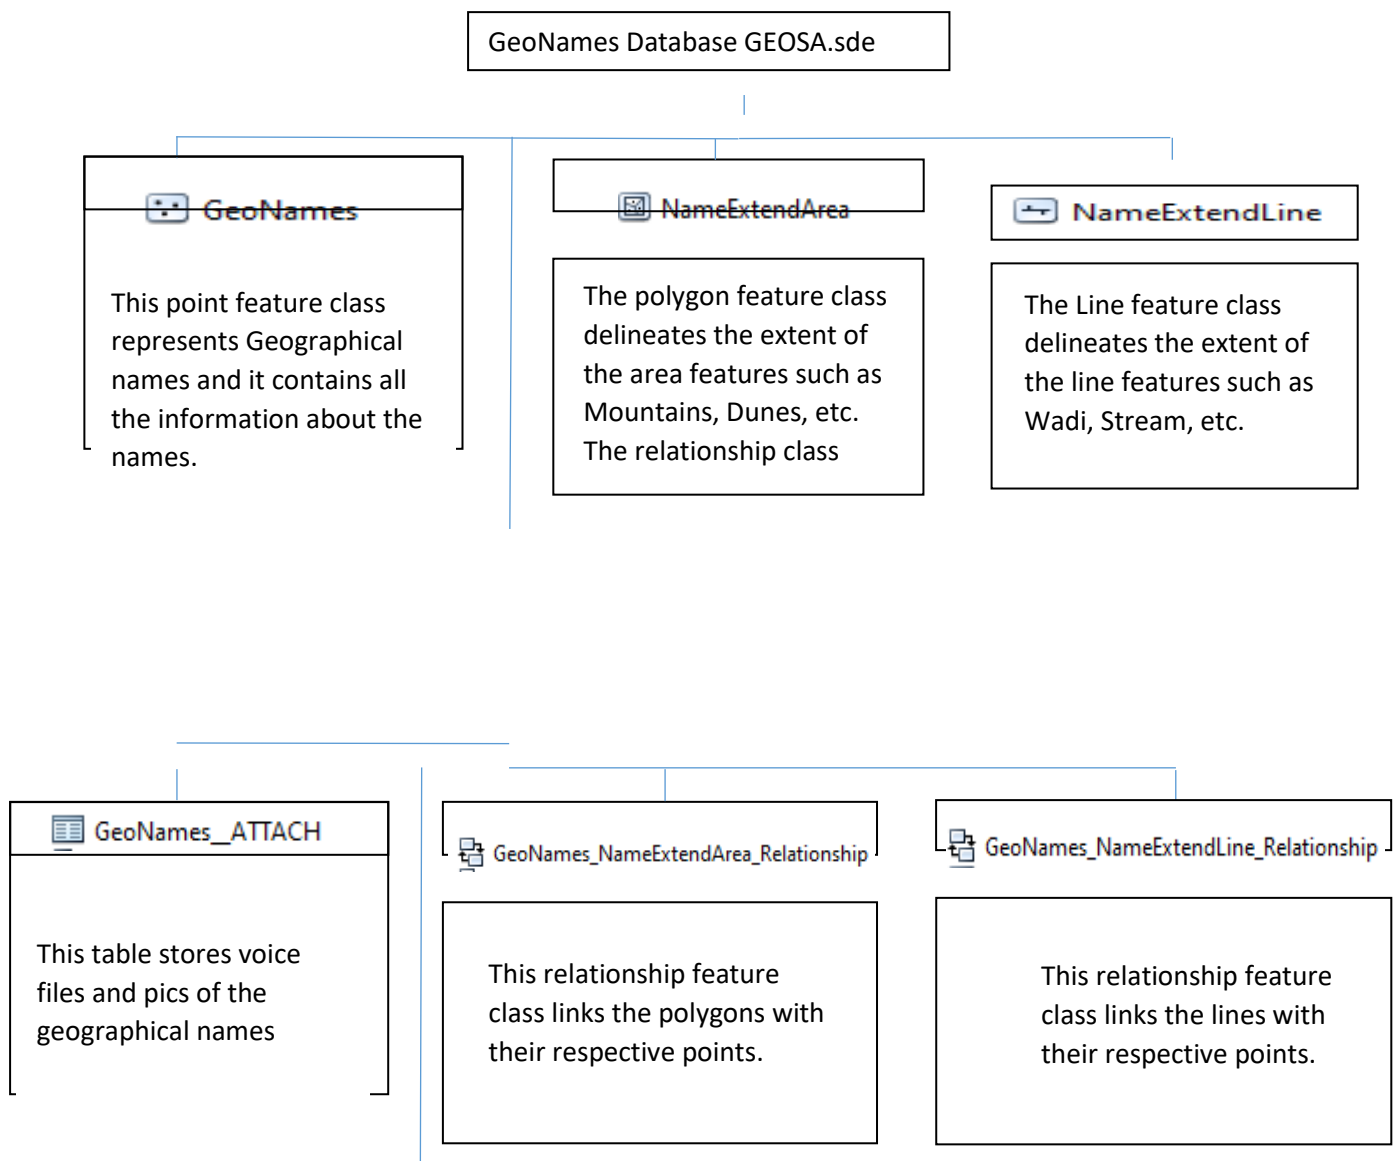 GeoNames Database GEOSA.sde
GeoNames
This point feature class
represents Geographical
names and it contains all
the information about the
names.
NameExtendArea
The polygon feature class
delineates the extent of
the area features such as
Mountains, Dunes, etc.
The relationship class
NameExtendLine
The Line feature class
delineates the extent of
the line features such as
Wadi, Stream, etc.
GeoNames__ATTACH
This table stores voice
files and pics of the
geographical names
GeoNames_NameExtendArea_Relationship
This relationship feature
class links the polygons with
their respective points.
GeoNames_NameExtendLine_Relationship
This relationship feature
class links the lines with
their respective points.